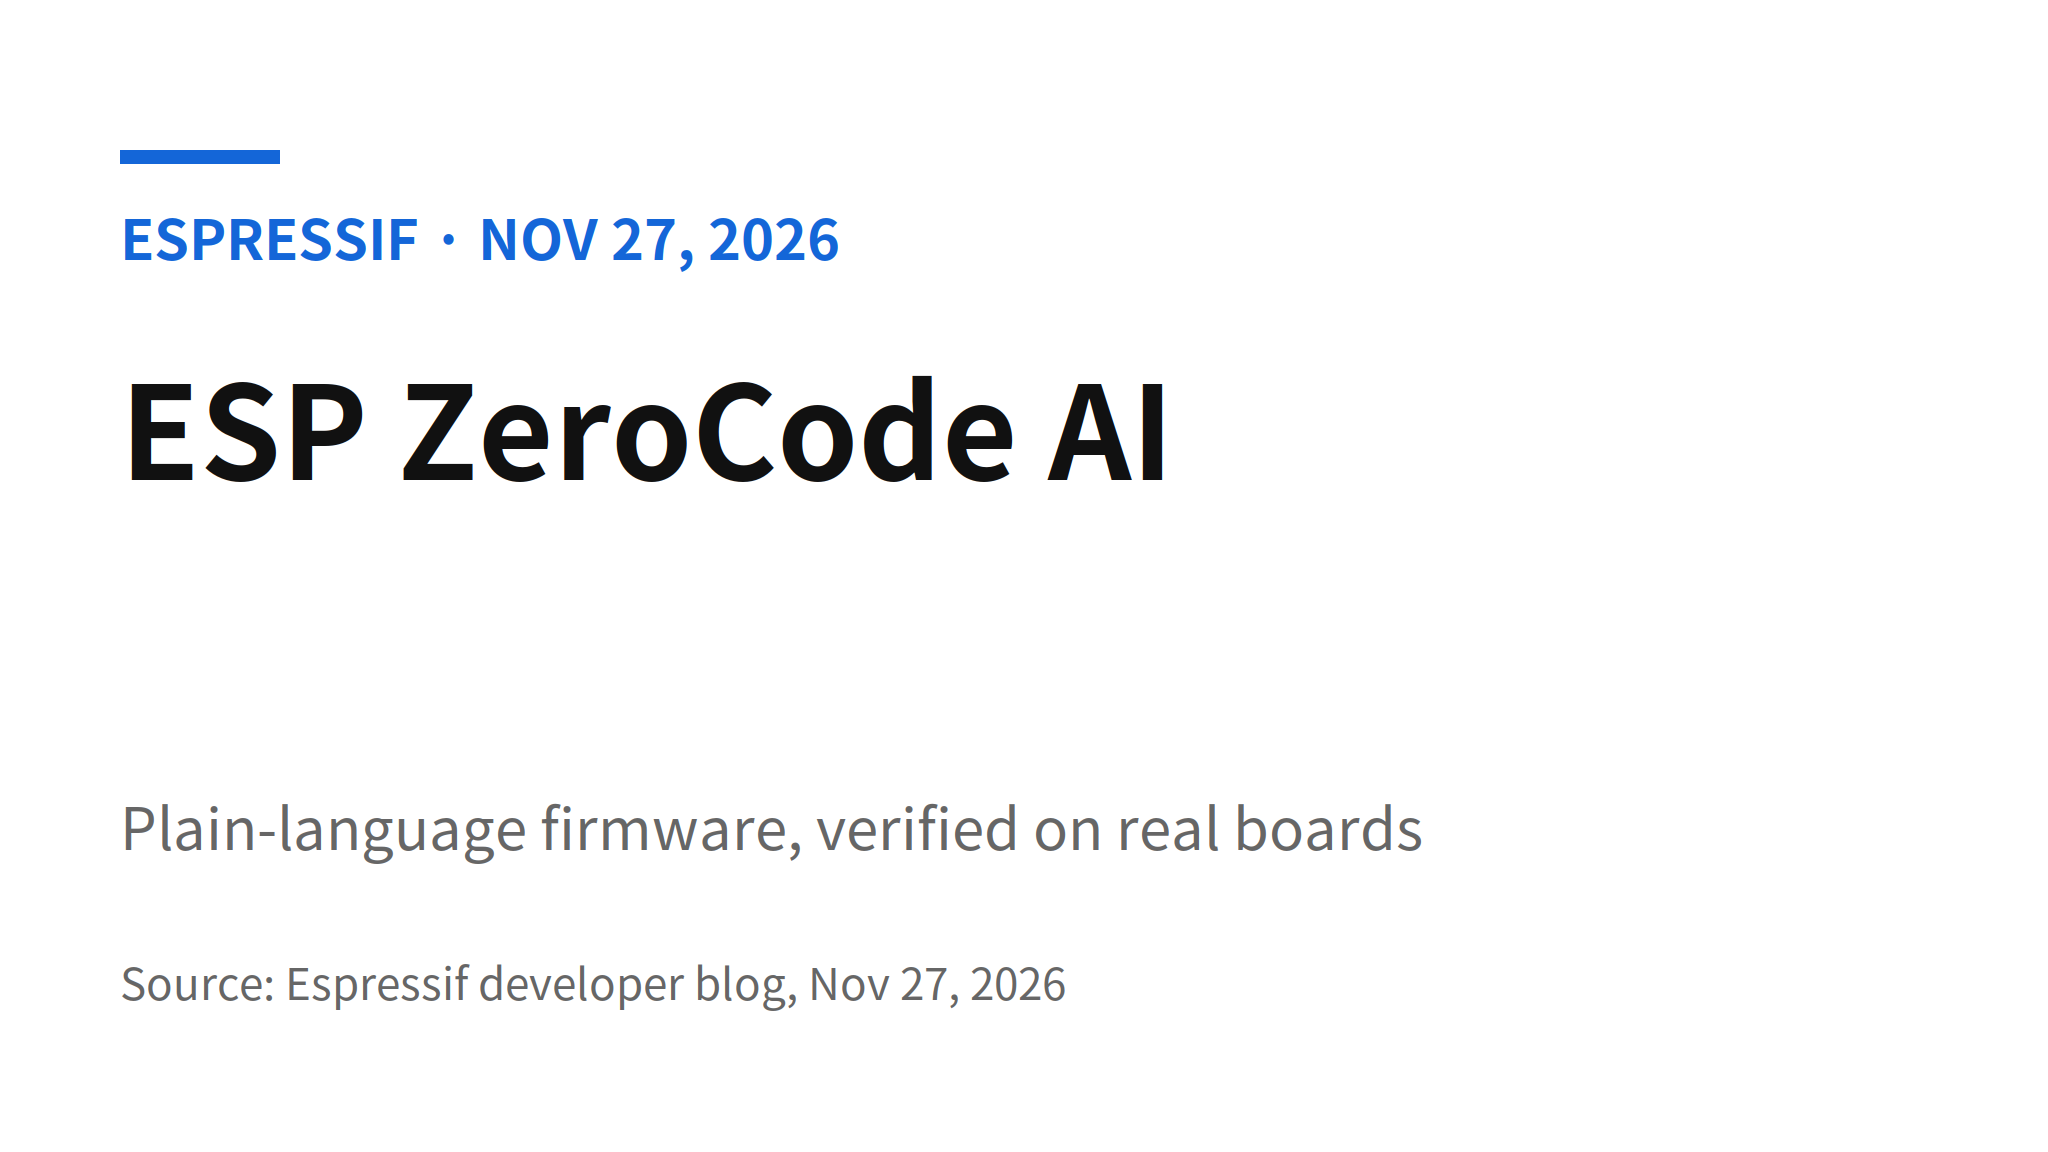 ESPRESSIF · NOV 27, 2026
ESP ZeroCode AI
Plain-language firmware, verified on real boards
Source: Espressif developer blog, Nov 27, 2026